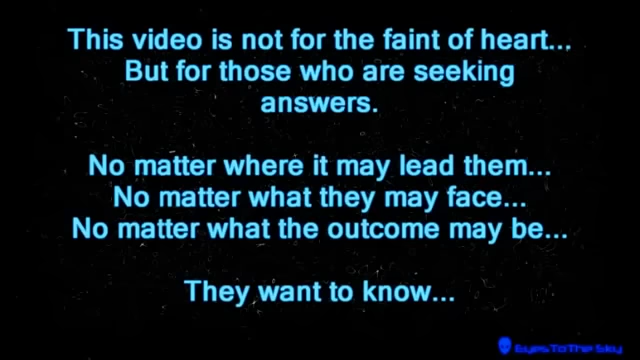 This video is not for the faint of heart...
But for those who are seeking
answers.
No matter where it may lead them...
No matter what they may face...
No matter what the outcome may be...
They want to know...
EyesToThe Sky